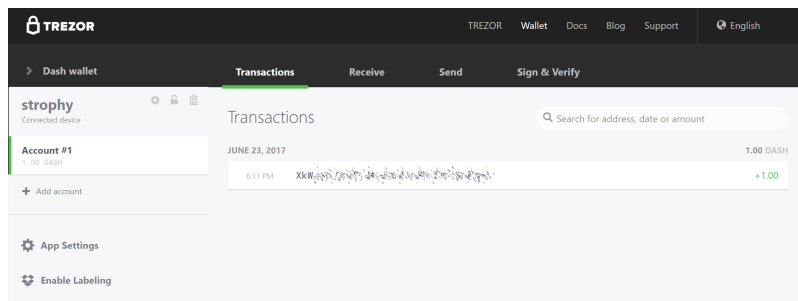 TREZOR
TREZOR Wallet Docs Blog Support English
Dash wallet
Transactions Receive Send Sign & Verify
strophy
Connected device
Account #1
1.00 DASH
Add account
App Settings
Enable Labeling
Transactions
Search for address, date or amount
JUNE 23, 2017 1.00 DASH
6:11 PM XkW +1.00